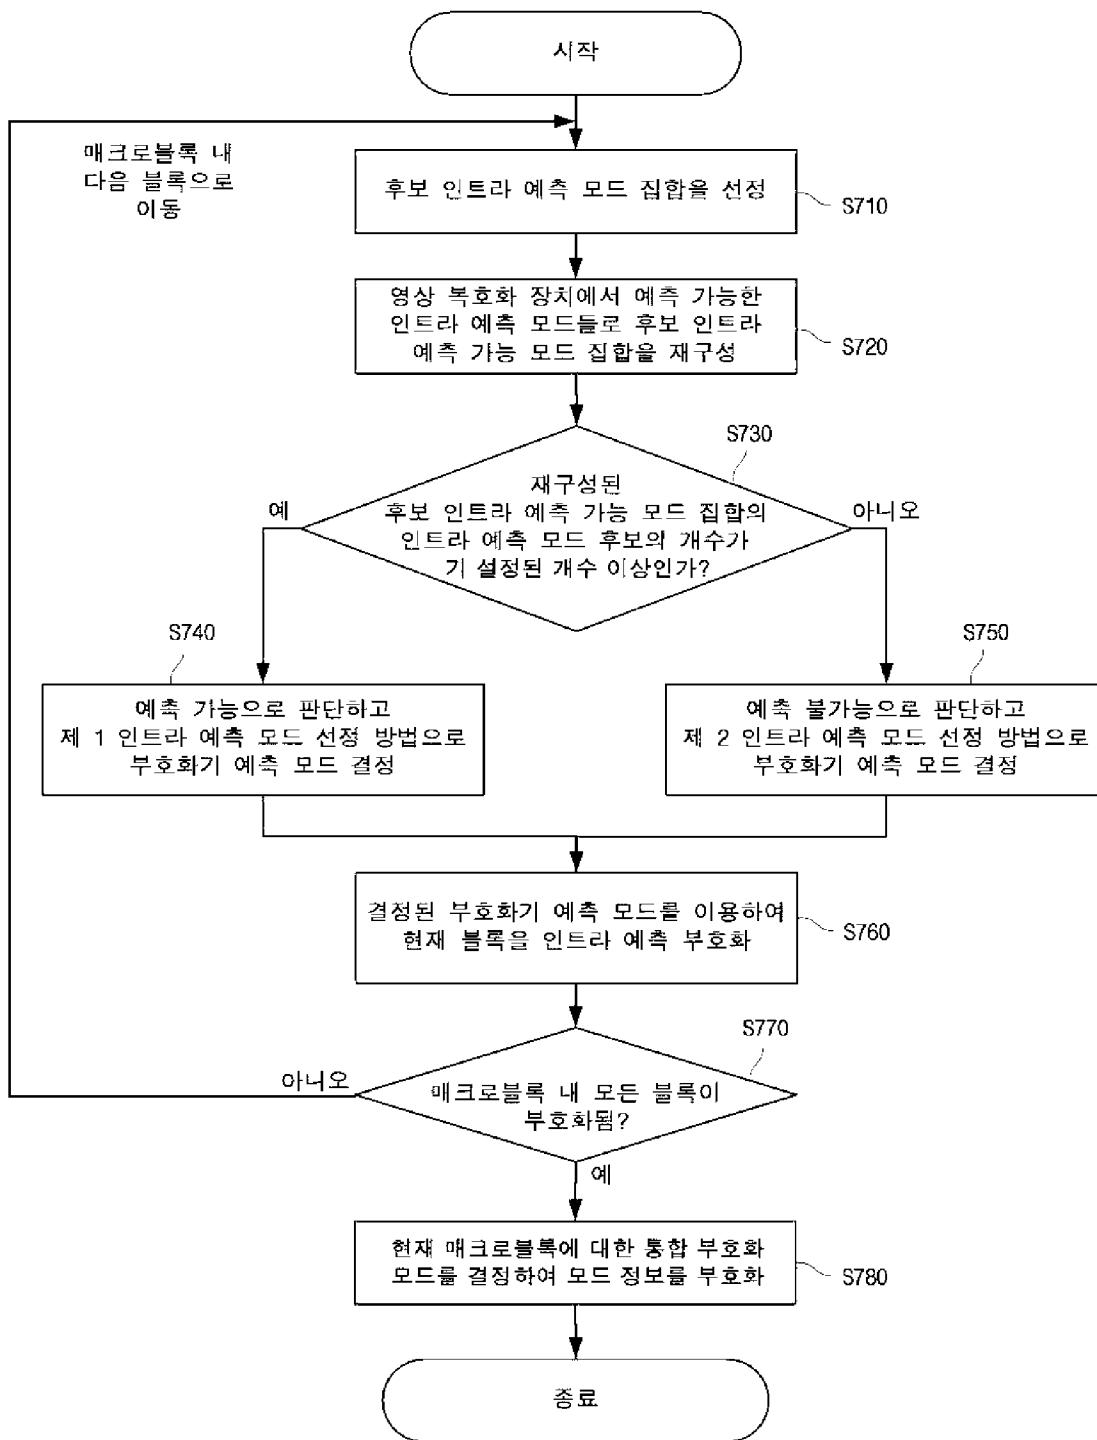 시작
매크로블록 내
다음 블록으로
이동
후보 인트라 예측 모드 집합을 선정
S710
영상 복호화 장치에서 예측 가능한
인트라 예측 모드들로 후보 인트라
예측 가능 모드 집합을 재구성
S720
S730
재구성된
후보 인트라 예측 가능 모드 집합의
인트라 예측 모드 후보의 개수가
기 설정된 개수 이상인가?
예
아니오
S740
예측 가능으로 판단하고
제 1 인트라 예측 모드 선정 방법으로
부호화기 예측 모드 결정
S750
예측 불가능으로 판단하고
제 2 인트라 예측 모드 선정 방법으로
부호화기 예측 모드 결정
결정된 부호화기 예측 모드를 이용하여
현재 블록을 인트라 예측 부호화
S760
S770
아니오
매크로블록 내 모든 블록이
부호화됨?
예
현재 매크로블록에 대한 통합 부호화
모드를 결정하여 모드 정보를 부호화
S780
종료